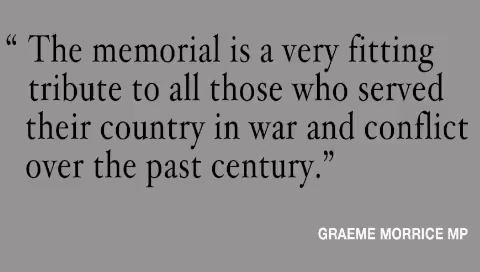 “ The memorial is a very fitting
tribute to all those who served
their country in war and conflict
over the past century.”
GRAEME MORRICE MP